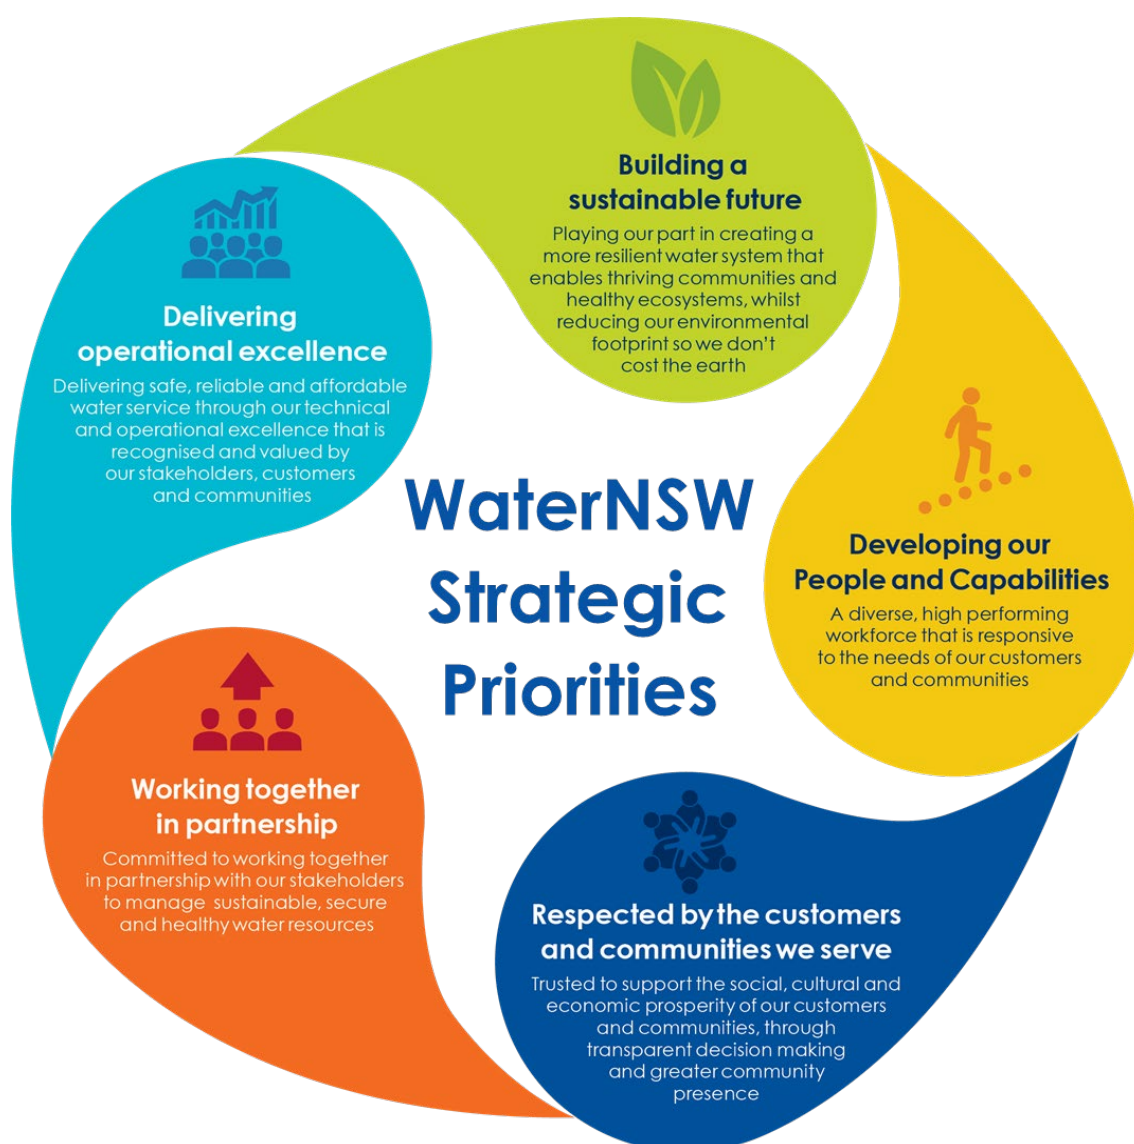 WaterNSW
Strategic
Priorities
Building a
sustainable future
Playing our part in creating a
more resilient water system that
enables thriving communities and
healthy ecosystems, whilst
reducing our environmental
footprint so we don't
cost the earth
Developing our
People and Capabilities
A diverse, high performing
workforce that is responsive
to the needs of our customers
and communities
Respected by the customers
and communities we serve
Trusted to support the social, cultural and
economic prosperity of our customers
and communities, through
transparent decision making
and greater community
presence
Working together
in partnership
Committed to working together
in partnership with our stakeholders
to manage sustainable, secure
and healthy water resources
Delivering
operational excellence
Delivering safe, reliable and affordable
water service through our technical
and operational excellence that is
recognised and valued by
our stakeholders, customers
and communities